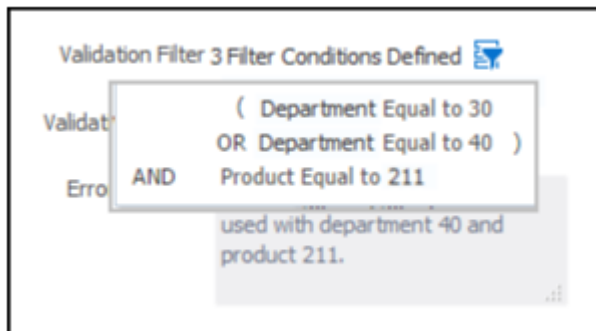 Validation Filter 3 Filter Conditions Defined
( Department Equal to 30
Validat
OR Department Equal to 40 )
AND Product Equal to 211
Erro
used with department 40 and
product 211.